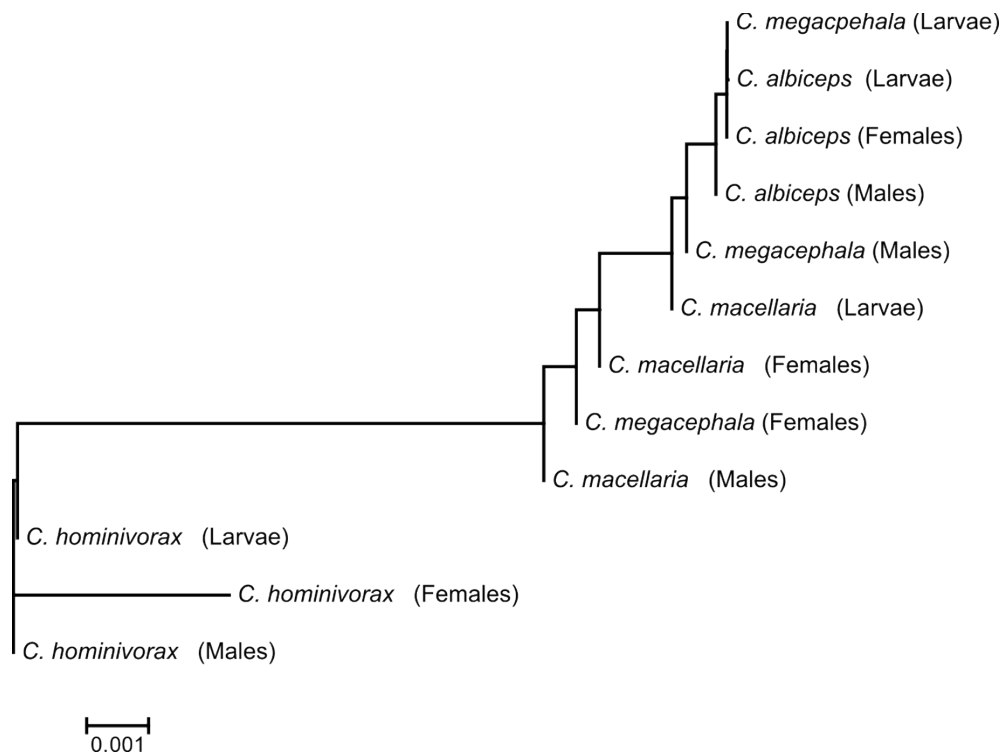 C. megacpehala (Larvae)
C. albiceps (Larvae)
C. albiceps (Females)
C. albiceps (Males)
C. megacephala (Males)
C. macellaria (Larvae)
C. macellaria (Females)
C. megacephala (Females)
C. macellaria (Males)
C. hominivorax (Larvae)
C. hominivorax (Females)
C. hominivorax (Males)
0.001